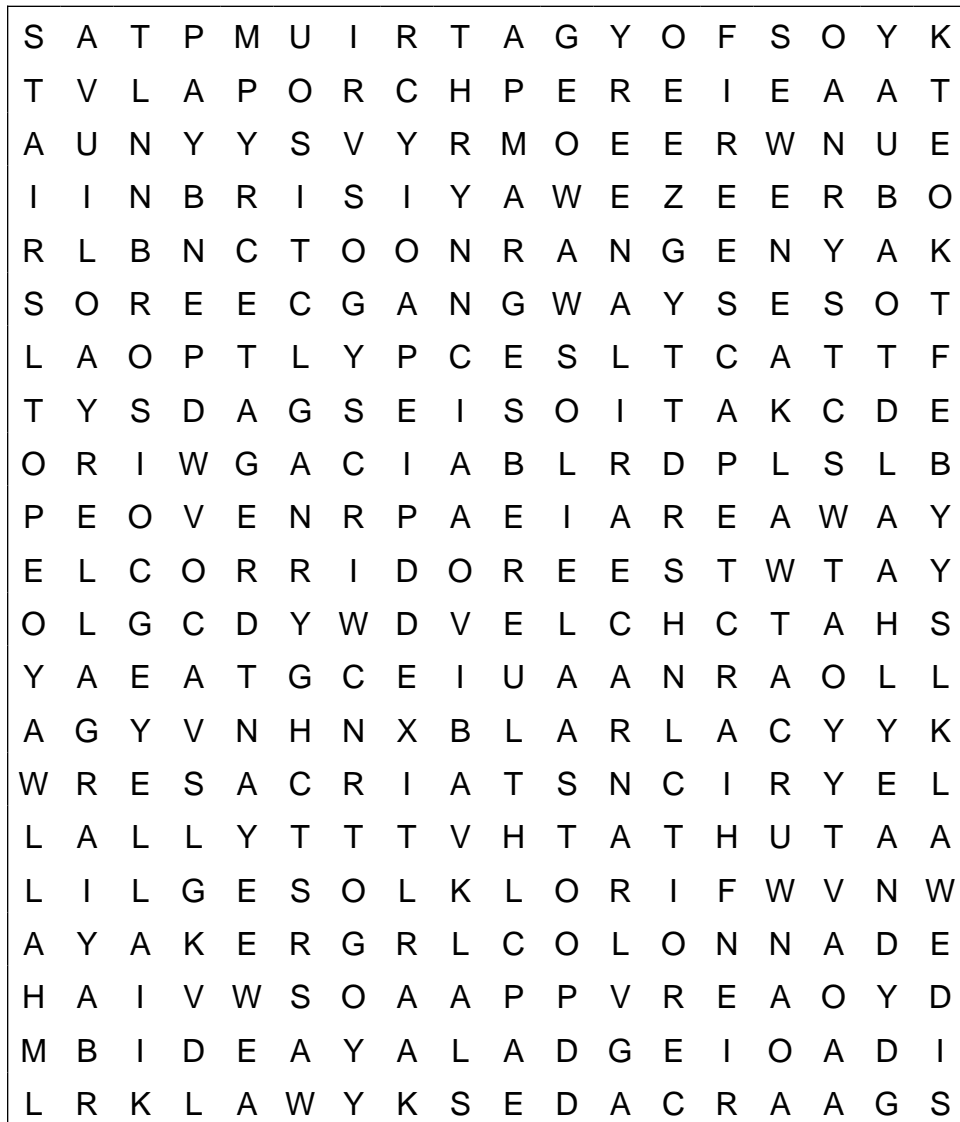 S A T P M U I R T A G Y O F S O Y K
T V L A P O R C H P E R E I E A A T
A U N Y Y S V Y R M O E E R W N U E
I I N B R I S I Y A W E Z E E R B O
R L B N C T O O N R A N G E N Y A K
S O R E E C G A N G W A Y S E S O T
L A O P T L Y P C E S L T C A T T F
T Y S D A G S E I S O I T A K C D E
O R I W G A C I A B L R D P L S L B
P E O V E N R P A E I A R E A W A Y
E L C O R R I D O R E E S T W T A Y
O L G C D Y W D V E L C H C T A H S
Y A E A T G C E I U A A N R A O L L
A G Y V N H N X B L A R L A C Y Y K
W R E S A C R I A T S N C I R Y E L
L A L L Y T T T V H T A T H U T A A
L I L G E S O L K L O R I F W V N W
A Y A K E R G R L C O L O N N A D E
H A I V W S O A A P P V R E A O Y D
M B I D E A Y A L A D G E I O A D I
L R K L A W Y K S E D A C R A A G S